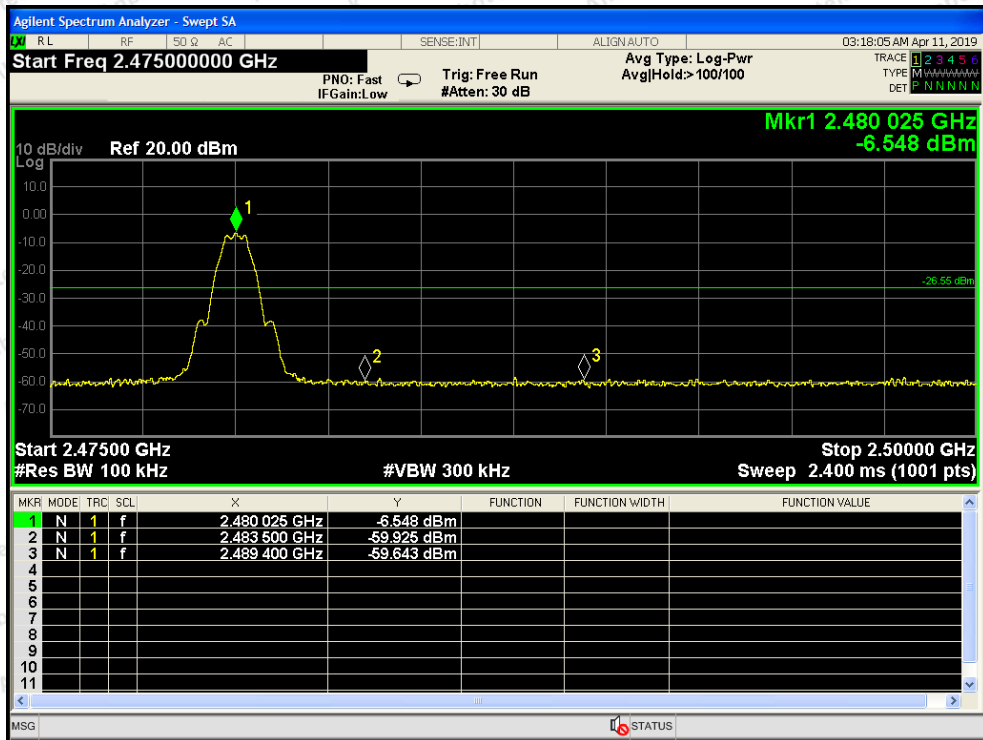 Agilent Spectrum Analyzer - Swept SA
LXI RL RF 50 Ω AC SENSE:INT ALIGNAUTO 03:18:05 AM Apr 11, 2019
Start Freq 2.475000000 GHz
PNO: Fast
IFGain:Low
Trig: Free Run
#Atten: 30 dB
Avg Type: Log-Pwr
Avg|Hold:>100/100
TRACE 1 2 3 4 5 6
TYPE M
DET P N N N N N
Mkr1 2.480 025 GHz
-6.548 dBm
10 dB/div Ref 20.00 dBm
Log
10.0
0.00
-10.0
-20.0
-30.0
-40.0
-50.0
-60.0
-70.0
1
2
3
-26.55 dBm
Start 2.47500 GHz Stop 2.50000 GHz
#Res BW 100 kHz #VBW 300 kHz Sweep 2.400 ms (1001 pts)
MKR MODE TRC SCL X Y FUNCTION FUNCTION WIDTH FUNCTION VALUE
1 N 1 f 2.480 025 GHz -6.548 dBm
2 N 1 f 2.483 500 GHz -59.925 dBm
3 N 1 f 2.489 400 GHz -59.643 dBm
4
5
6
7
8
9
10
11
MSG STATUS